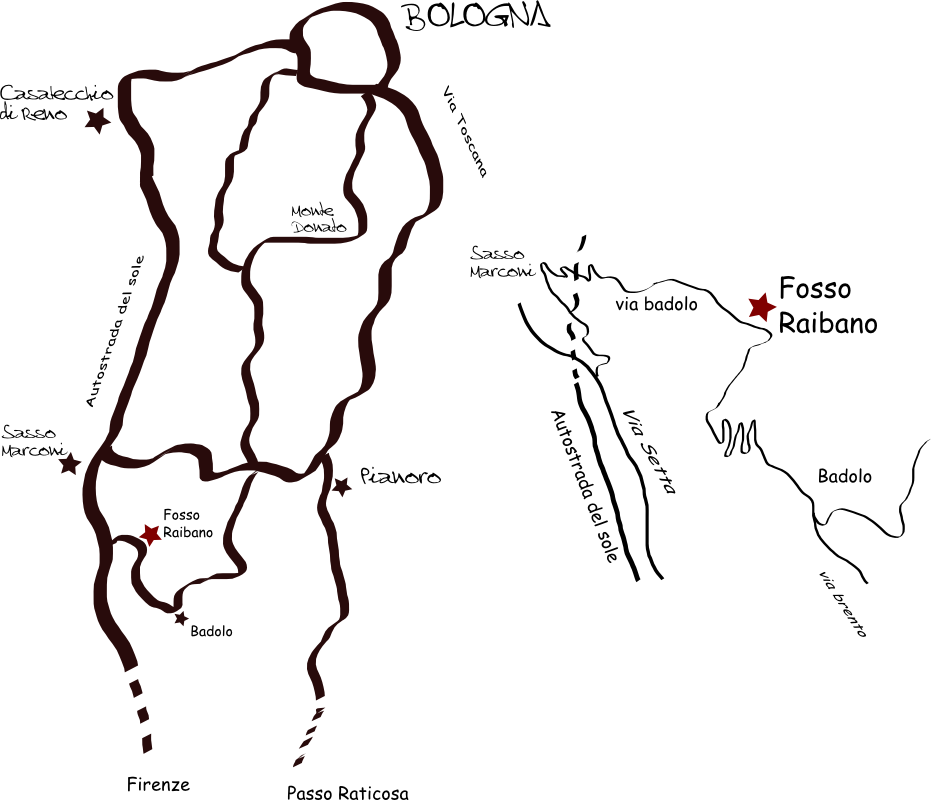 BOLOGNA
Casalecchio
di Reno
Via Toscana
Monte
Donato
Autostrada del sole
Sasso
Marconi
Pianoro
Fosso
Raibano
Badolo
Firenze
Passo Raticosa
Sasso
Marconi
via badolo
Fosso
Raibano
Via Setta
Autostrada del sole
Badolo
via brento